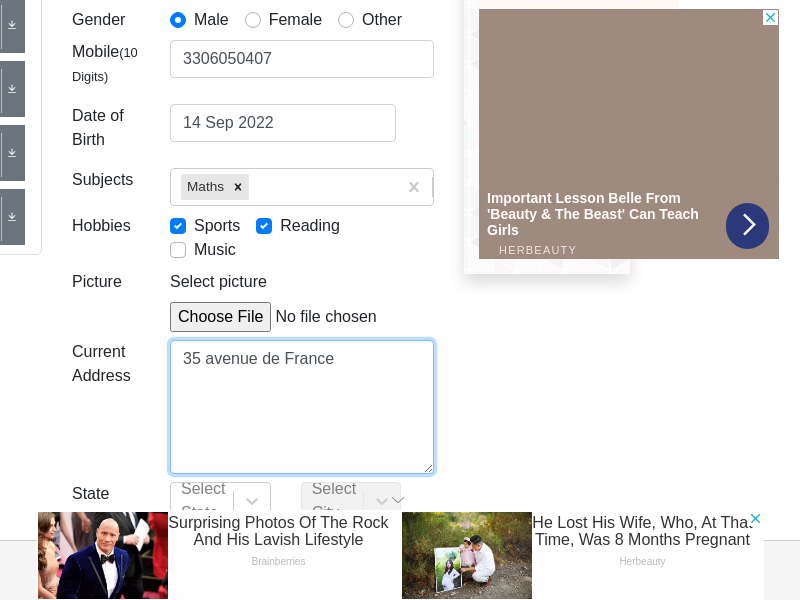 Gender
Male Female Other
Mobile(10 Digits)
3306050407
Date of Birth
14 Sep 2022
Subjects
Maths
Hobbies
Sports Reading
Music
Picture
Select picture
Choose File No file chosen
Current Address
35 avenue de France
State
Select State
Select City
Important Lesson Belle From
'Beauty & The Beast' Can Teach
Girls
HERBEAUTY
Surprising Photos Of The Rock
And His Lavish Lifestyle
Brainberries
He Lost His Wife, Who, At Tha
Time, Was 8 Months Pregnant
Herbeauty